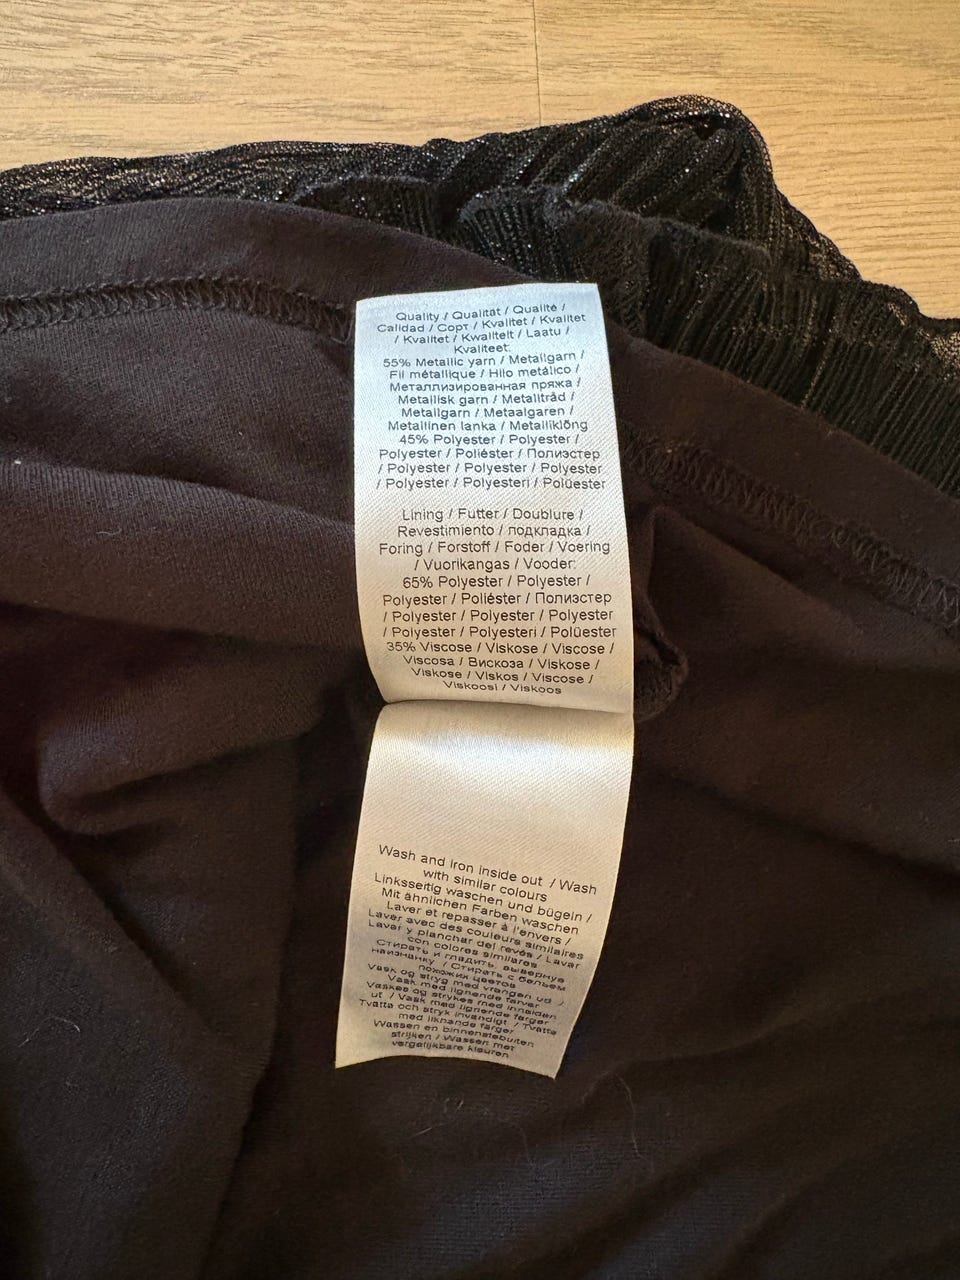 Quality / Qualität / Qualité /
Calidad / Сорт / Kvalitet / Kvalitet
/ Kvalitet / Kwaliteit / Laatu /
Kvaliteet:
55% Metallic yarn / Metallgarn /
Fil métallique / Hilo metálico /
Металлизированная пряжа /
Metallisk garn / Metalltråd /
Metallgarn / Metaalgaren /
Metallinen lanka / Metalliklõng
45% Polyester / Polyester /
Polyester / Poliéster / Полиэстер
/ Polyester / Polyester / Polyester
/ Polyester / Polyesteri / Polüester
Lining / Futter / Doublure /
Revestimiento / подкладка /
Foring / Forstoff / Foder / Voering
/ Vuorikangas / Vooder:
65% Polyester / Polyester /
Polyester / Poliéster / Полиэстер
/ Polyester / Polyester / Polyester
/ Polyester / Polyesteri / Polüester
35% Viscose / Viskose / Viscose /
Viscosa / Вискоза / Viskose /
Viskose / Viskos / Viscose /
Viskoosi / Viskoos
Wash and iron inside out / Wash
with similar colours
Linksseitig waschen und bügeln /
Mit ähnlichen Farben waschen
Laver et repasser à l'envers /
Laver avec des couleurs similaires
Lavar y planchar del revés / Lavar
con colores similares
Стирать и гладить, вывернув
наизнанку / Стирать с бельем
похожих цветов
Vask og stryg med vrangen ud /
Vask med lignende farver
Vaskes og strykes med innsiden
ut / Vask med lignende farger
Tvätta och stryk invändigt / Tvätta
med liknande färger
Wassen en binnenstebuiten
strijken / Wassen met
vergelijkbare kleuren